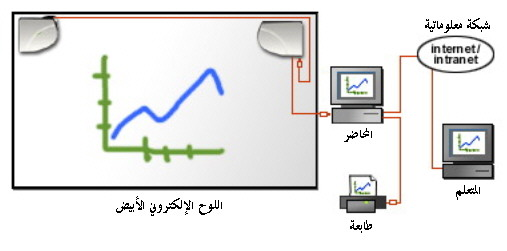 شبكة معلوماتية
internet/
intranet
المحاضر
المتعلم
طابعة
اللوح الإلكتروني الأبيض